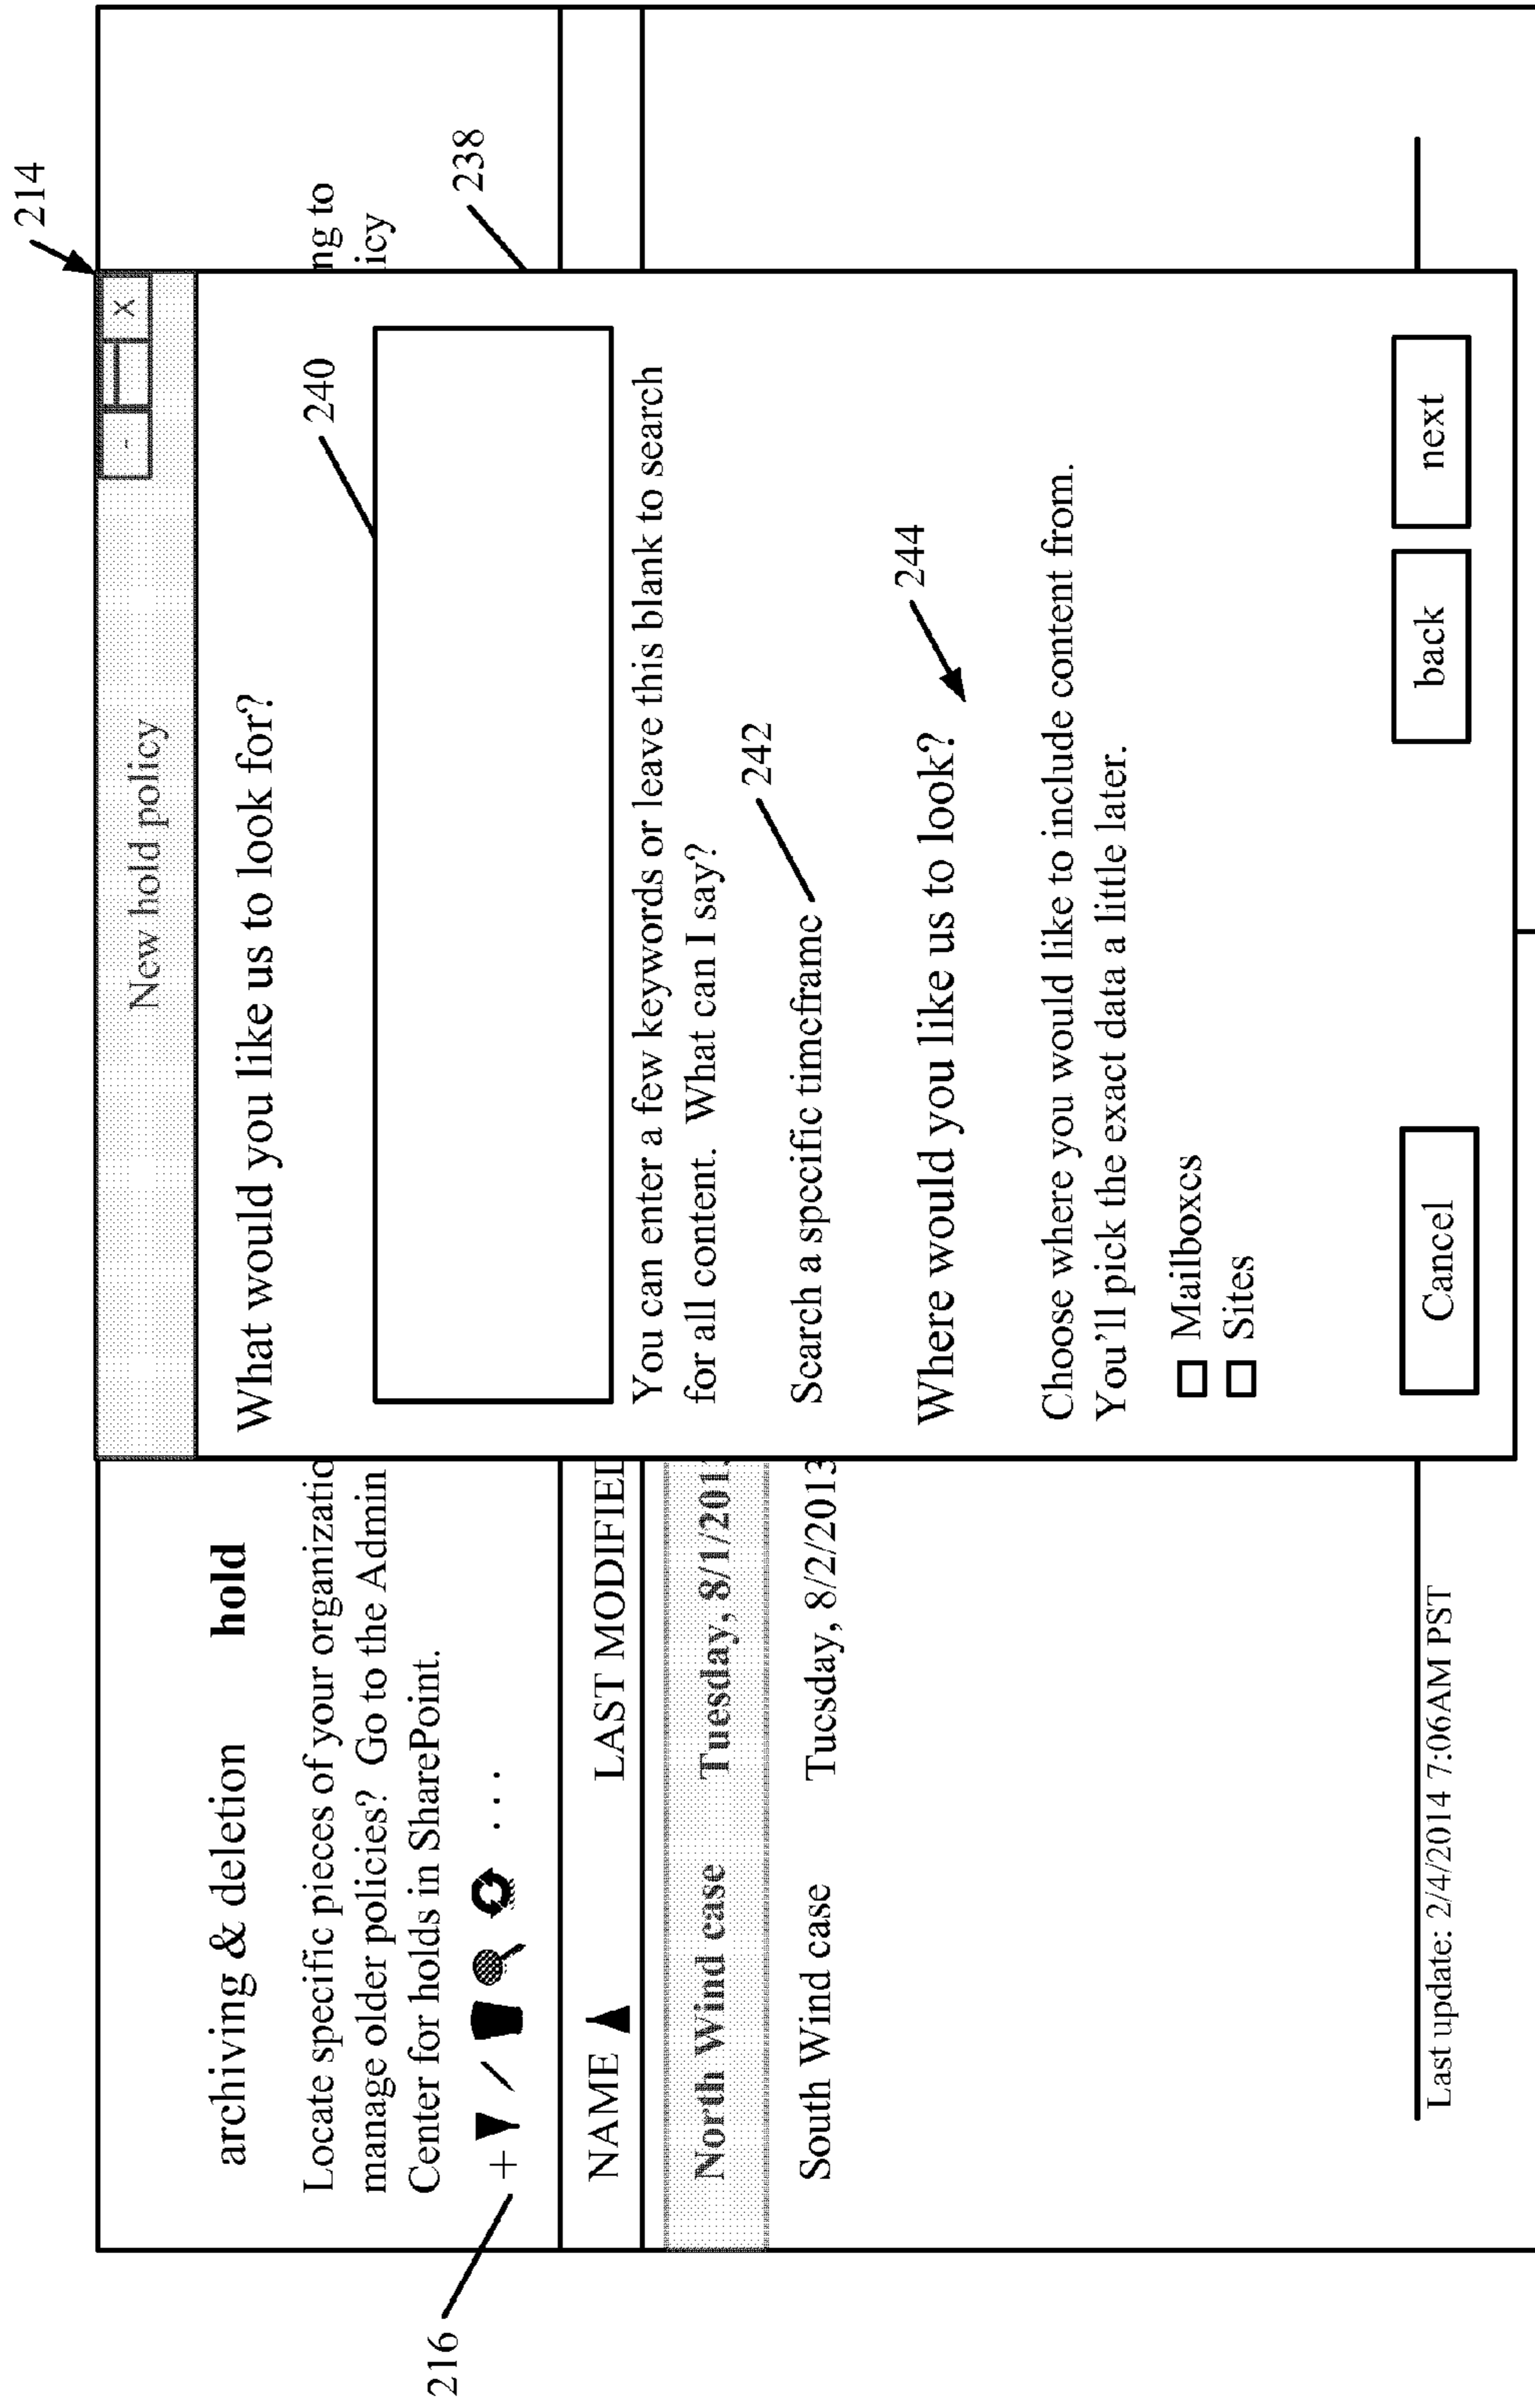 214
archiving & deletion hold
Locate specific pieces of your organizatio
manage older policies? Go to the Admin
Center for holds in SharePoint.
ng to
icy
216
+ / ...
NAME LAST MODIFIED
North Wind case Tuesday, 8/1/201
South Wind case Tuesday, 8/2/2013
Last update: 2/4/2014 7:06AM PST
New hold policy
- X
What would you like us to look for?
240
238
You can enter a few keywords or leave this blank to search
for all content. What can I say?
242
Search a specific timeframe
Where would you like us to look?
244
Choose where you would like to include content from.
You'll pick the exact data a little later.
Mailboxes
Sites
Cancel back next